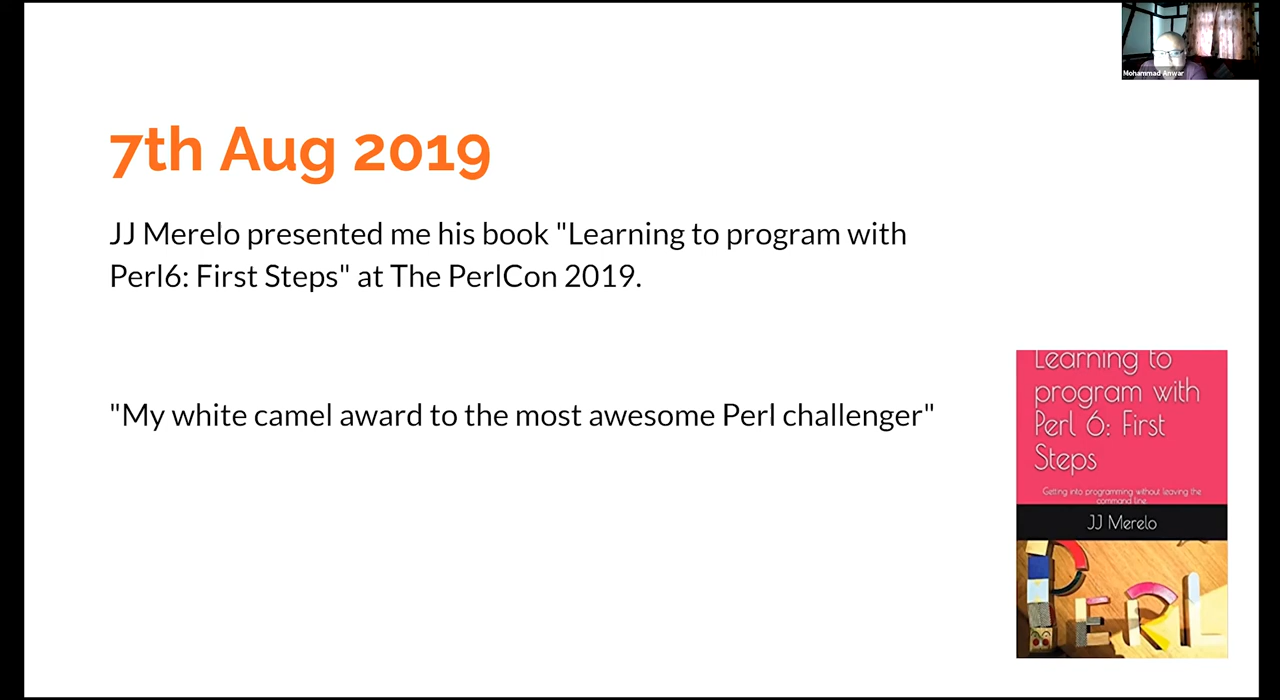 Mohammad Anwar
7th Aug 2019
JJ Merelo presented me his book "Learning to program with
Perl6: First Steps" at The PerlCon 2019.
"My white camel award to the most awesome Perl challenger"
Learning to
program with
Perl 6: First
Steps
Getting into programming without leaving the
command line.
JJ Merelo
PERL